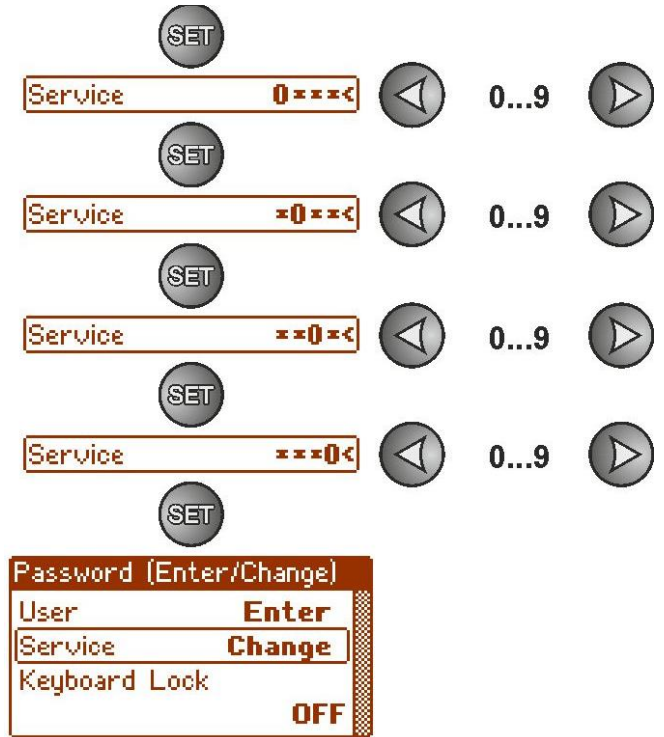 SET
Service 0***< 0...9
SET
Service *0**< 0...9
SET
Service **0*< 0...9
SET
Service ***0< 0...9
SET
Password (Enter/Change)
User Enter
Service Change
Keyboard Lock
OFF